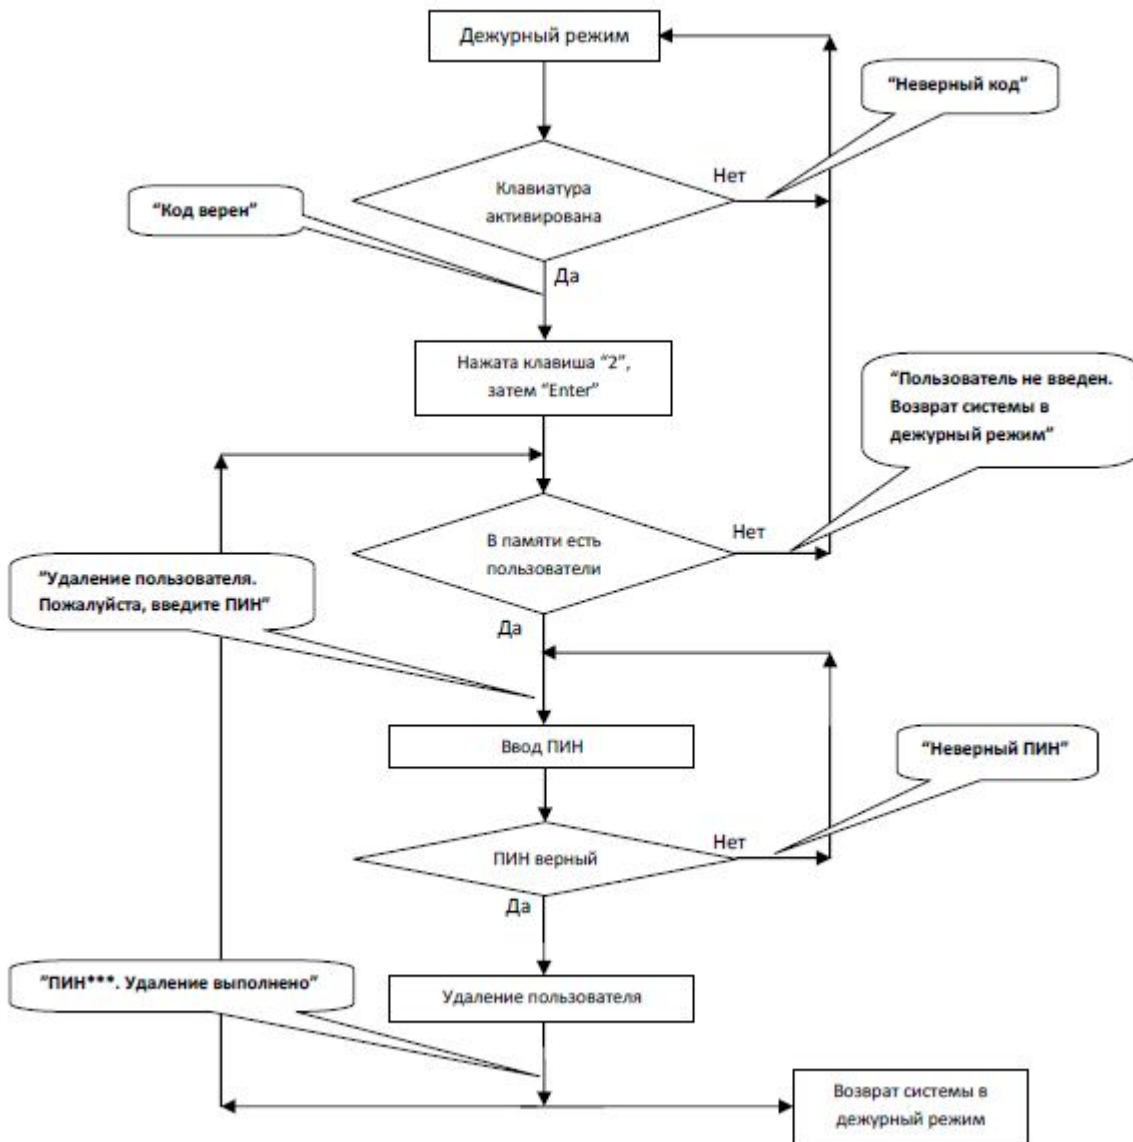 Дежурный режим
“Неверный код”
Нет
Клавиатура
активирована
“Код верен”
Да
Нажата клавиша “2”,
затем “Enter”
“Пользователь не введен.
Возврат системы в
дежурный режим”
Нет
В памяти есть
пользователи
“Удаление пользователя.
Пожалуйста, введите ПИН”
Да
Ввод ПИН
“Неверный ПИН”
Нет
ПИН верный
Да
“ПИН***. Удаление выполнено”
Удаление пользователя
Возврат системы в
дежурный режим